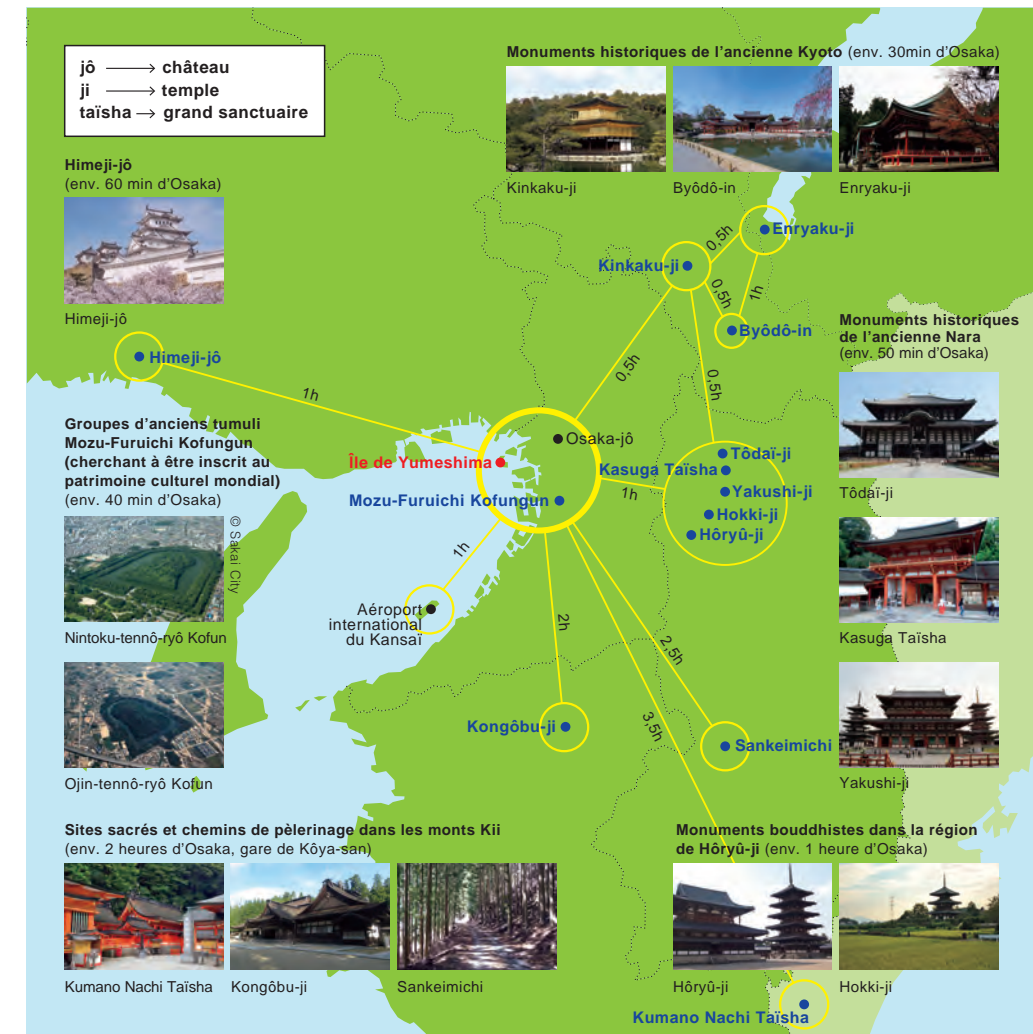 jô ⟶ château
ji ⟶ temple
taïsha → grand sanctuaire
Monuments historiques de l'ancienne Kyoto (env. 30min d'Osaka)
Kinkaku-ji
Byôdô-in
Enryaku-ji
Himeji-jô
(env. 60 min d'Osaka)
Himeji-jô
Enryaku-ji
0,5h
Kinkaku-ji
0,5h
1h
Byôdô-in
Himeji-jô
1h
0,5h
0,5h
Monuments historiques
de l'ancienne Nara
(env. 50 min d'Osaka)
Tôdaï-ji
Kasuga Taïsha
Yakushi-ji
Groupes d'anciens tumuli
Mozu-Furuichi Kofungun
(cherchant à être inscrit au
patrimoine culturel mondial)
(env. 40 min d'Osaka)
© Sakai City
Nintoku-tennô-ryô Kofun
Ojin-tennô-ryô Kofun
Osaka-jô
Île de Yumeshima
Mozu-Furuichi Kofungun
1h
Tôdaï-ji
Kasuga Taïsha
Yakushi-ji
Hokki-ji
Hôryû-ji
1h
Aéroport
international
du Kansaï
2h
2,5h
3,5h
Kongôbu-ji
Sankeimichi
Sites sacrés et chemins de pèlerinage dans les monts Kii
(env. 2 heures d'Osaka, gare de Kôya-san)
Kumano Nachi Taïsha
Kongôbu-ji
Sankeimichi
Monuments bouddhistes dans la région
de Hôryû-ji (env. 1 heure d'Osaka)
Hôryû-ji
Hokki-ji
Kumano Nachi Taïsha